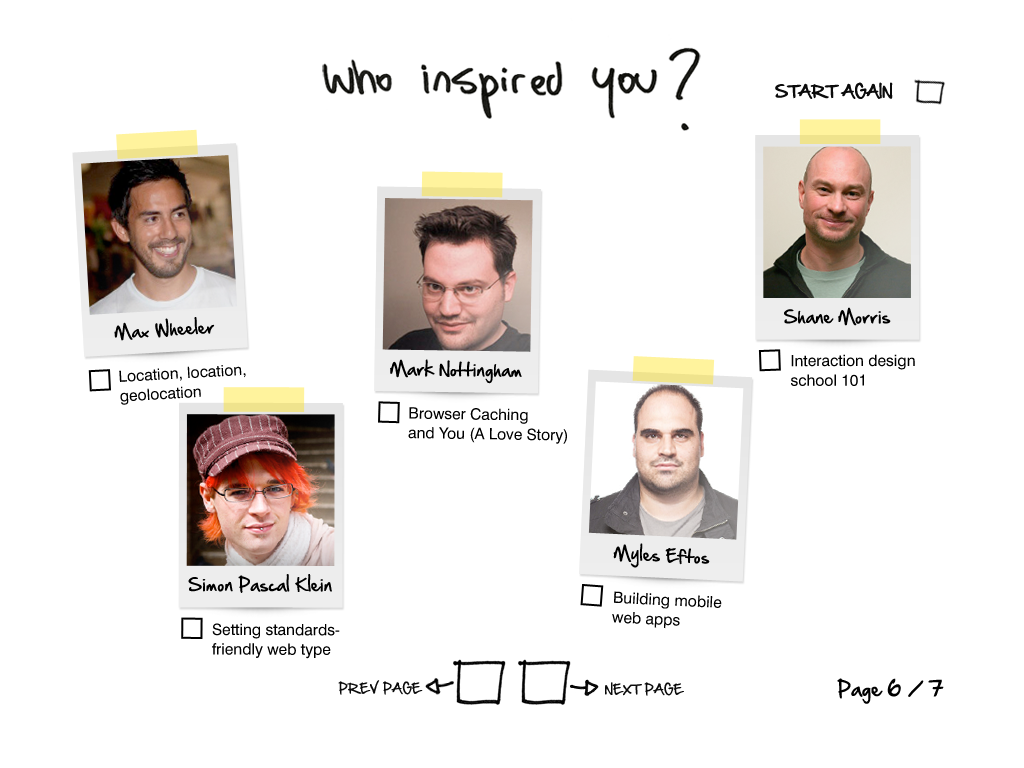 Who inspired you?
START AGAIN
Max Wheeler
Location, location,
geolocation
Mark Nottingham
Browser Caching
and You (A Love Story)
Shane Morris
Interaction design
school 101
Simon Pascal Klein
Setting standards-
friendly web type
Myles Eftos
Building mobile
web apps
PREV PAGE
NEXT PAGE
Page 6 / 7